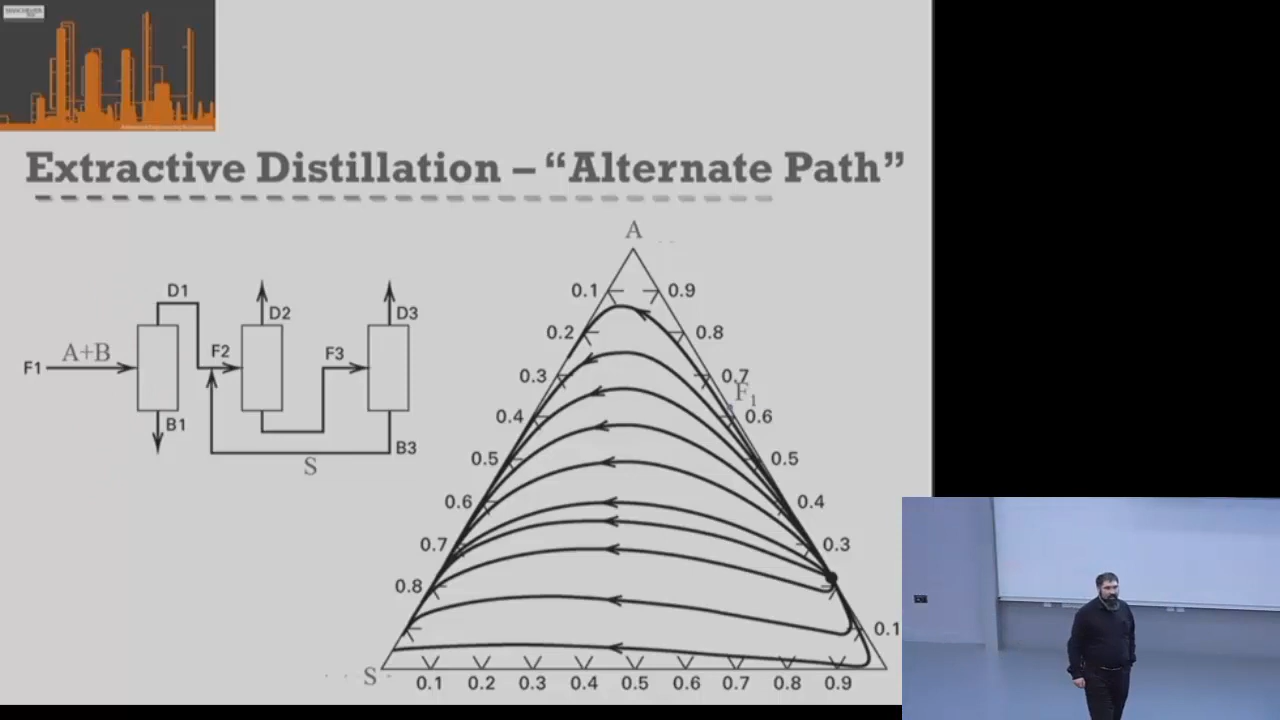 MANCHESTER
Extractive Distillation – “Alternate Path”
A
D1
D2
D3
F1
A+B
F2
F3
B1
B3
S
0.1
0.9
0.2
0.8
0.3
0.7
F1
0.4
0.6
0.5
0.5
0.6
0.4
0.7
0.3
0.8
0.1
S
0.1
0.2
0.3
0.4
0.5
0.6
0.7
0.8
0.9